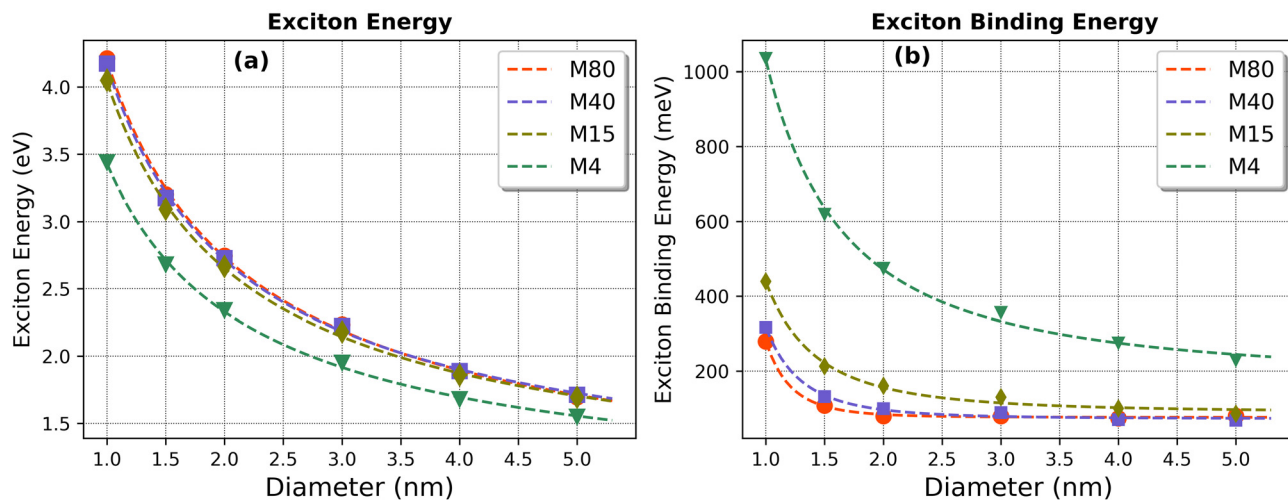 Exciton Energy
(a)
M80
M40
M15
M4
Exciton Energy (eV)
4.0
3.5
3.0
2.5
2.0
1.5
1.0 1.5 2.0 2.5 3.0 3.5 4.0 4.5 5.0
Diameter (nm)
Exciton Binding Energy
(b)
M80
M40
M15
M4
Exciton Binding Energy (meV)
1000
800
600
400
200
1.0 1.5 2.0 2.5 3.0 3.5 4.0 4.5 5.0
Diameter (nm)